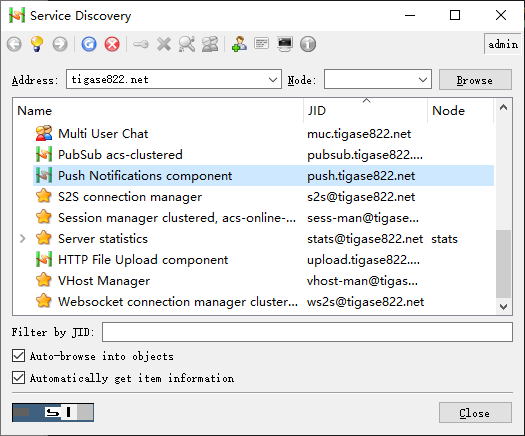 Service Discovery
admin
Address: tigase822.net Node: Browse
Name JID Node
Multi User Chat muc.tigase822.net
PubSub acs-clustered pubsub.tigase822....
Push Notifications component push.tigase822.net
S2S connection manager s2s@tigase822.net
Session manager clustered, acs-online-... sess-man@tigase...
Server statistics stats@tigase822.net stats
HTTP File Upload component upload.tigase822.net
VHost Manager vhost-man@tigas...
Websocket connection manager cluster... ws2s@tigase822.net
Filter by JID:
Auto-browse into objects
Automatically get item information
Close